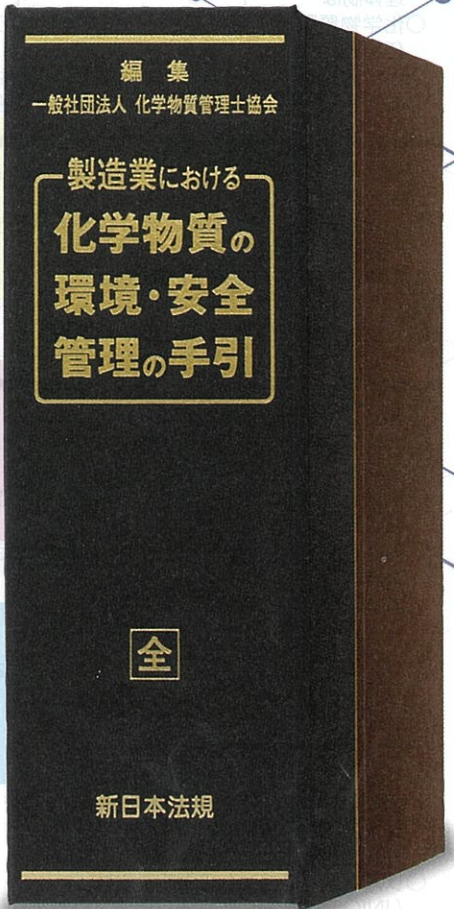 編集
一般社団法人 化学物質管理士協会
製造業における
化学物質の
環境・安全
管理の手引
全
新日本法規